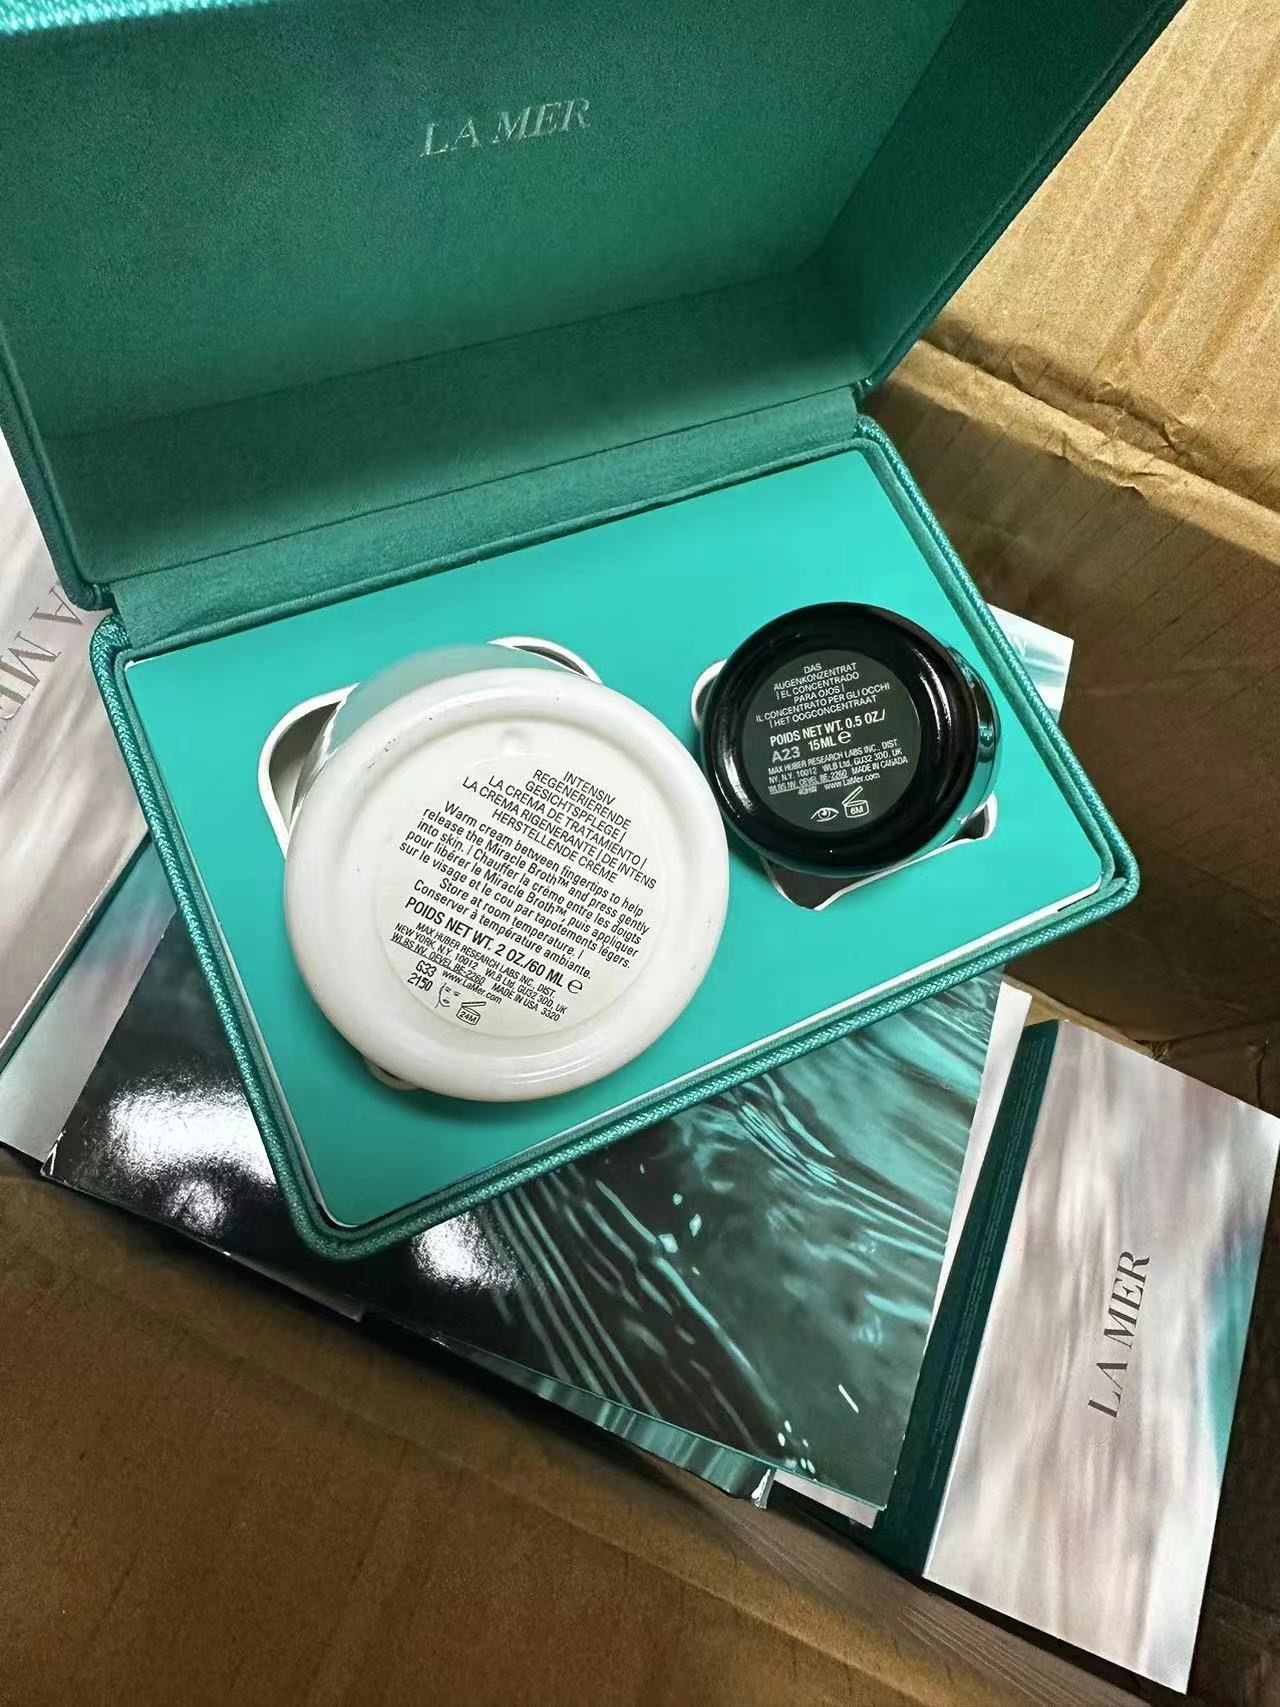 LA MER
INTENSIV
REGENERIERENDE
GESICHTSPFLEGE |
LA CREMA DE TRATAMIENTO |
LA CREMA RIGENERANTE | DE INTENS
HERSTELLENDE CRÈME
Warm cream between fingertips to help
release the Miracle Broth™ and press gently
into skin. | Chauffer la crème entre les doigts
pour libérer le Miracle Broth™, puis appliquer
sur le visage et le cou par tapotements légers.
Store at room temperature. |
Conserver à température ambiante.
POIDS NET WT. 2 OZ./60 ML e
MAX HUBER RESEARCH LABS INC., DIST.
NEW YORK, N.Y. 10012 WLB Ltd. GU32 3DD, UK
WLBS NV. OEVEL BE-2260 MADE IN USA 3320
G33 www.LaMer.com
2150
24M
DAS
AUGENKONZENTRAT
| EL CONCENTRADO
PARA OJOS |
IL CONCENTRATO PER GLI OCCHI
| HET OOGCONCENTRAAT
POIDS NET WT. 0.5 OZ./
A23 15ML e
MAX HUBER RESEARCH LABS INC., DIST.
NY, N.Y. 10012 WLB Ltd. GU32 3DD, UK
WLBS NV. OEVEL BE-2260 MADE IN CANADA
www.LaMer.com
6M
LA MER